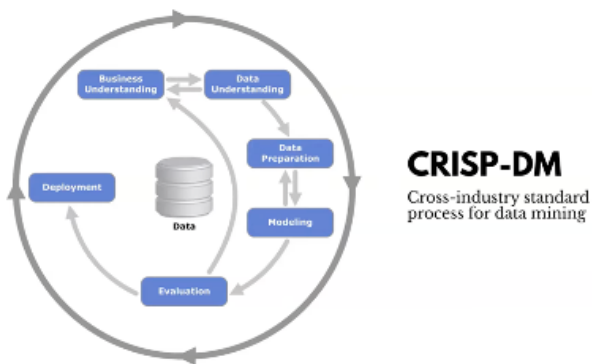 Business
Understanding
Data
Understanding
Data
Preparation
Deployment
Data
Modeling
Evaluation
CRISP-DM
Cross-industry standard
process for data mining